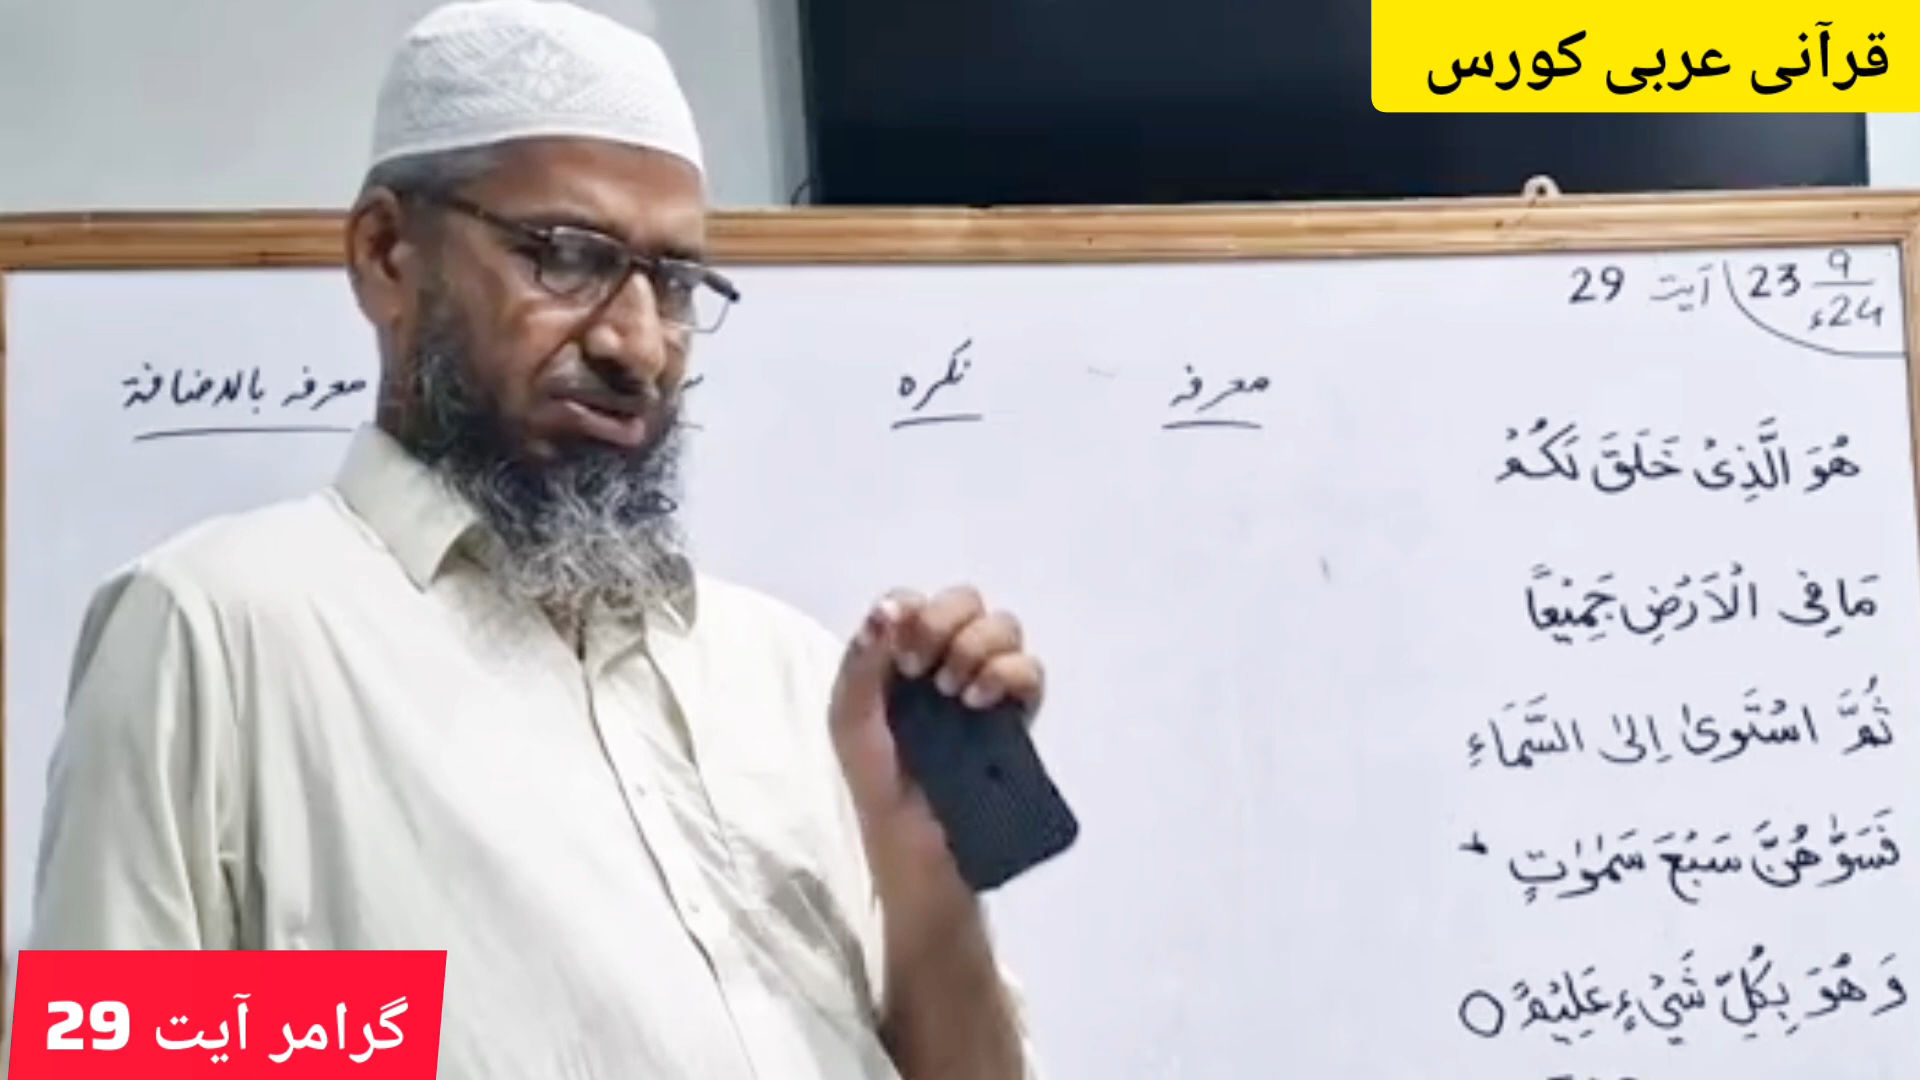 قرآنی عربی کورس
23 9/24ء آیت 29
معرفہ نکرہ معرفہ بالاضافۃ
هُوَ الَّذِیْ خَلَقَ لَكُمْ
مَا فِی الْاَرْضِ جَمِیْعًا
ثُمَّ اسْتَوٰی اِلَی السَّمَآءِ
فَسَوّٰىهُنَّ سَبْعَ سَمٰوٰتٍ ط
وَ هُوَ بِكُلِّ شَیْءٍ عَلِیْمٌ ○
گرامر آیت 29